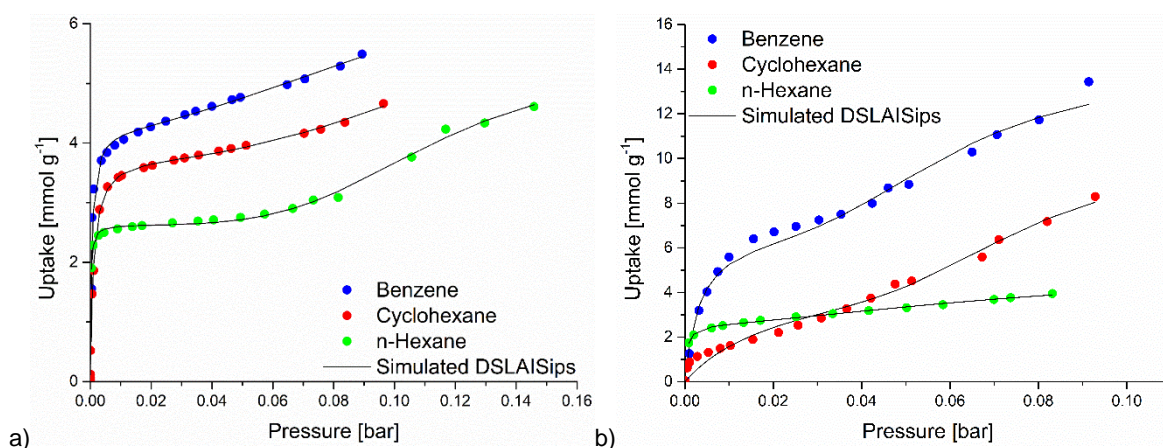 6
4
2
0
Uptake [mmol g⁻¹]
Benzene
Cyclohexane
n-Hexane
Simulated DSLAISips
0.00 0.02 0.04 0.06 0.08 0.10 0.12 0.14 0.16
Pressure [bar]
a)
16
14
12
10
8
6
4
2
0
Uptake [mmol g⁻¹]
Benzene
Cyclohexane
n-Hexane
Simulated DSLAISips
0.00 0.02 0.04 0.06 0.08 0.10
Pressure [bar]
b)